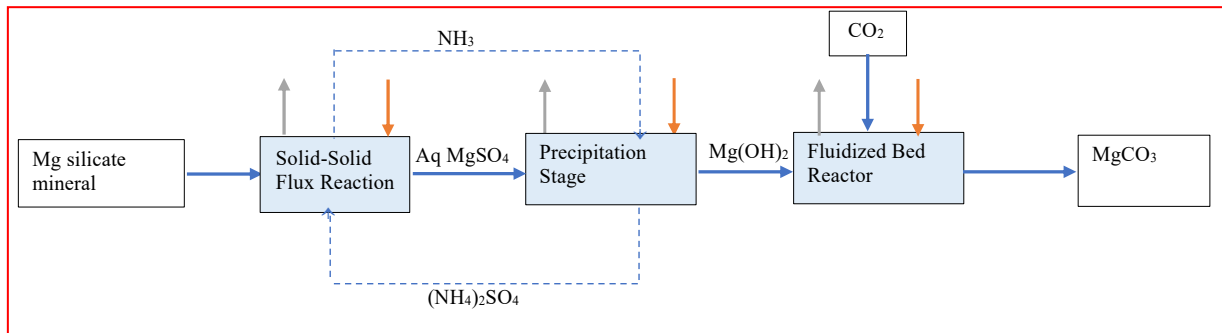 NH₃
CO₂
Mg silicate
mineral
Solid-Solid
Flux Reaction
Aq MgSO₄
Precipitation
Stage
Mg(OH)₂
Fluidized Bed
Reactor
MgCO₃
(NH₄)₂SO₄